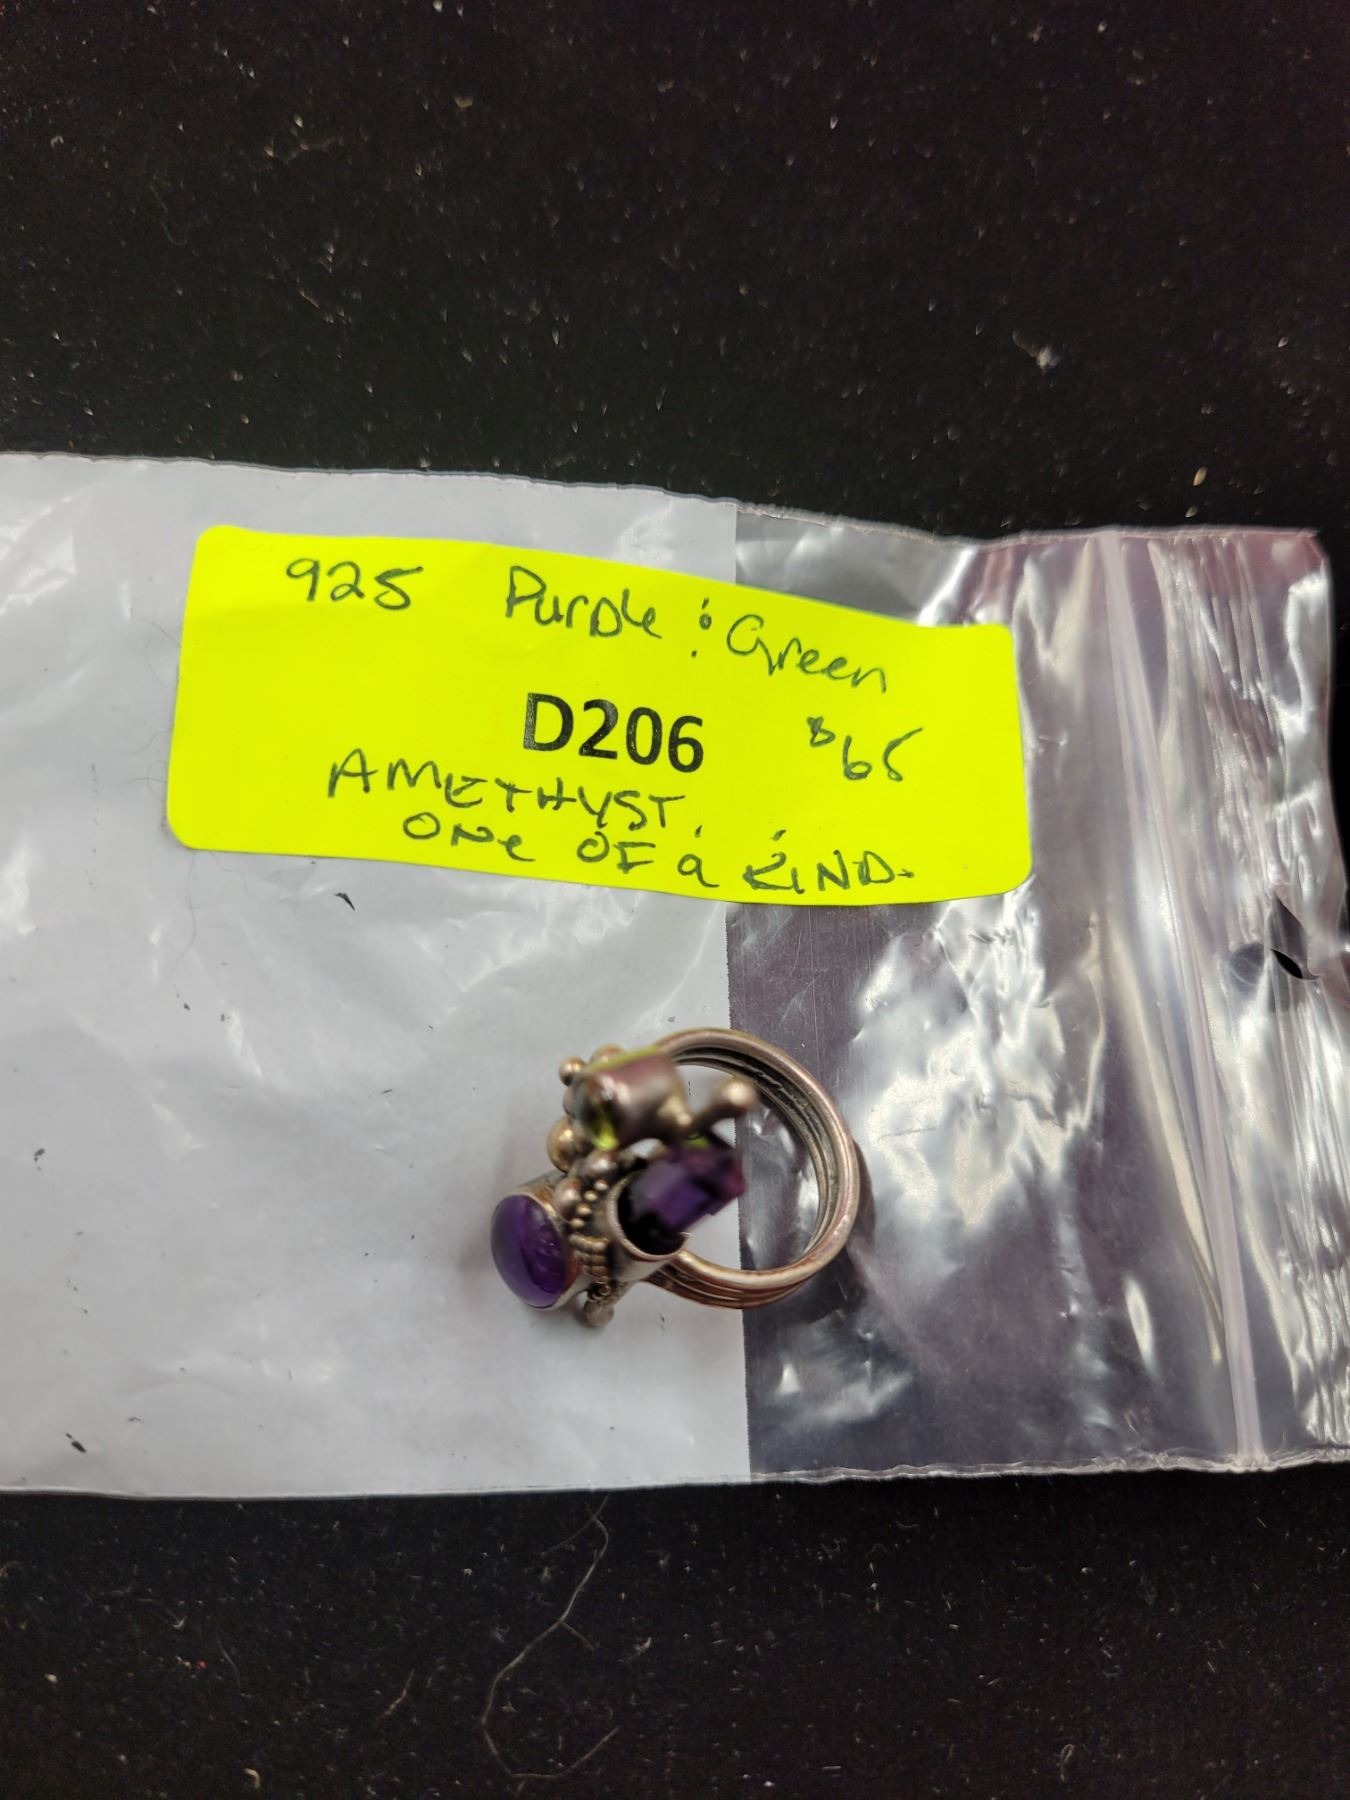 925 Purple & Green
D206 $65
AMETHYST.
ONe OF a KiND.